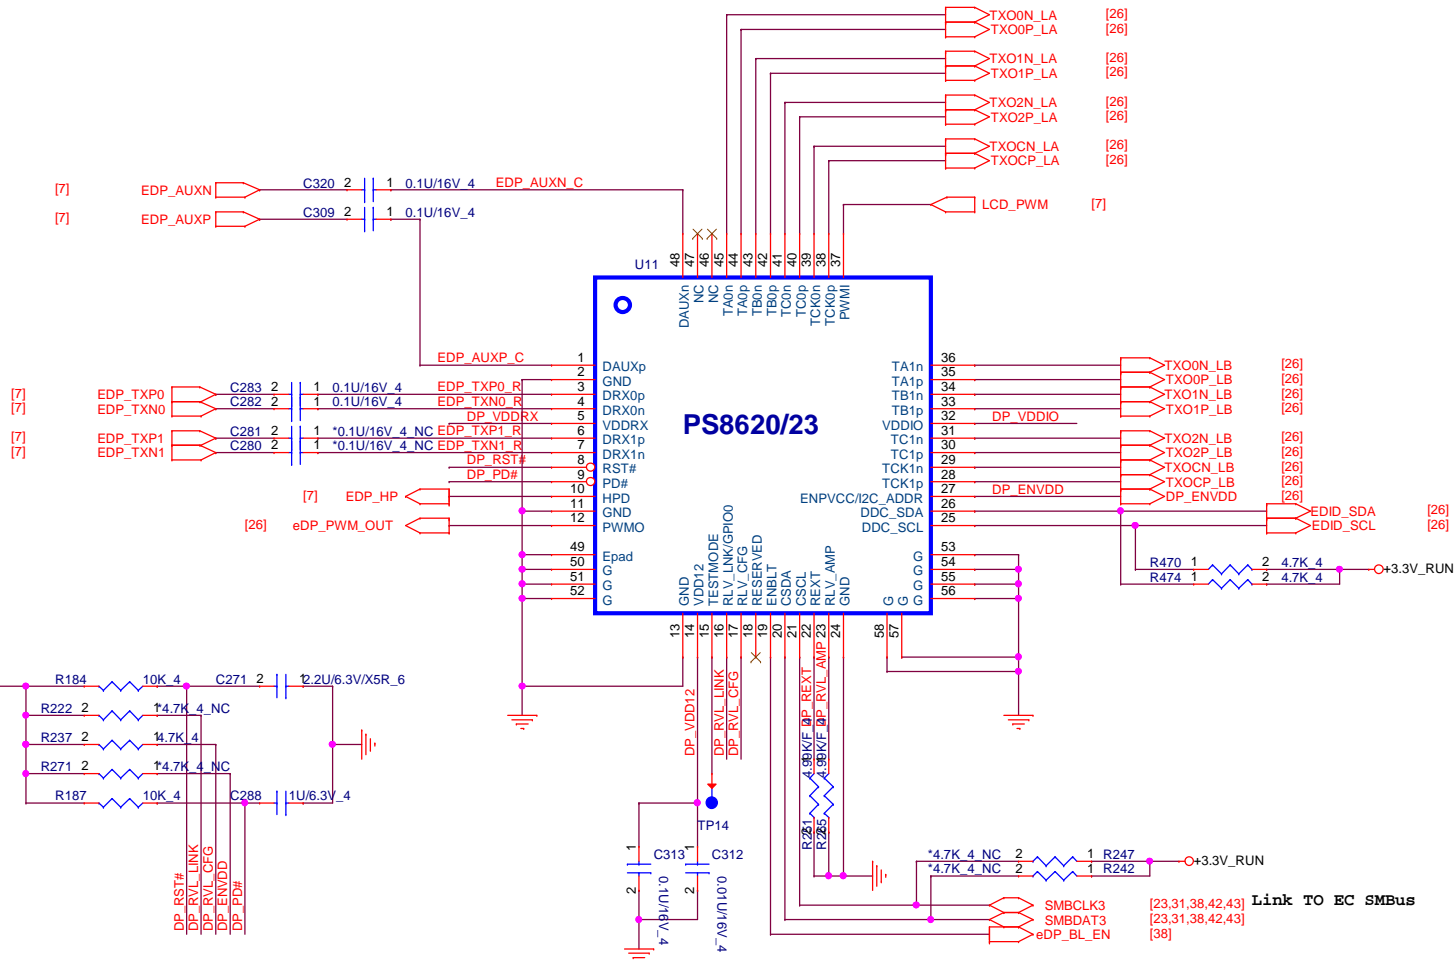 TXO0N_LA [26]
TXO0P_LA [26]
TXO1N_LA [26]
TXO1P_LA [26]
TXO2N_LA [26]
TXO2P_LA [26]
TXOCN_LA [26]
TXOCP_LA [26]
[7] EDP_AUXN C320 2 1 0.1U/16V_4 EDP_AUXN_C
LCD_PWM [7]
[7] EDP_AUXP C309 2 1 0.1U/16V_4
U11
48 47 46 45 44 43 42 41 40 39 38 37
DAUXn NC NC TA0n TA0p TB0n TB0p TC0n TC0p TCK0n TCK0p PWMI
PS8620/23
EDP_AUXP_C 1 DAUXp
2 GND
[7] EDP_TXP0 C283 2 1 0.1U/16V_4 EDP_TXP0_R 3 DRX0p
[7] EDP_TXN0 C282 2 1 0.1U/16V_4 EDP_TXN0_R 4 DRX0n
DP_VDDRX 5 VDDRX
[7] EDP_TXP1 C281 2 1 *0.1U/16V_4_NC EDP_TXP1_R 6 DRX1p
[7] EDP_TXN1 C280 2 1 *0.1U/16V_4_NC EDP_TXN1_R 7 DRX1n
DP_RST# 8 RST#
DP_PD# 9 PD#
[7] EDP_HP 10 HPD
11 GND
[26] eDP_PWM_OUT 12 PWMO
49 Epad
50 G
51 G
52 G
TA1n 36 TXO0N_LB [26]
TA1p 35 TXO0P_LB [26]
TB1n 34 TXO1N_LB [26]
TB1p 33 TXO1P_LB [26]
VDDIO 32 DP_VDDIO
TC1n 31 TXO2N_LB [26]
TC1p 30 TXO2P_LB [26]
TCK1n 29 TXOCN_LB [26]
TCK1p 28 TXOCP_LB [26]
ENPVCC/I2C_ADDR 27 DP_ENVDD DP_ENVDD [26]
DDC_SDA 26 EDID_SDA [26]
DDC_SCL 25 EDID_SCL [26]
G 53
G 54
G 55
G 56
R470 1 2 4.7K_4
R474 1 2 4.7K_4
+3.3V_RUN
GND VDD12 TESTMODE RLV_LNK/GPIO0 RLV_CFG RESERVED ENBLT CSDA CSCL REXT RLV_AMP GND G G
13 14 15 16 17 18 19 20 21 22 23 24 58 57
DP_VDD12 DP_RVL_LINK DP_RVL_CFG DP_REXT DP_RVL_AMP
4.99K/F_4 4.99K/F_4
R251 R265
TP14
R184 10K_4 C271 2 1 2.2U/6.3V/X5R_6
R222 2 1 *4.7K_4_NC
R237 2 1 4.7K_4
R271 2 1 *4.7K_4_NC
R187 10K_4 C288 1U/6.3V_4
DP_RST# DP_RVL_LINK DP_RVL_CFG DP_ENVDD DP_PD#
1 C313 2 0.1U/16V_4
1 C312 2 0.01U/16V_4
*4.7K_4_NC 2 1 R247
*4.7K_4_NC 2 1 R242
+3.3V_RUN
SMBCLK3 [23,31,38,42,43] Link TO EC SMBus
SMBDAT3 [23,31,38,42,43]
eDP_BL_EN [38]